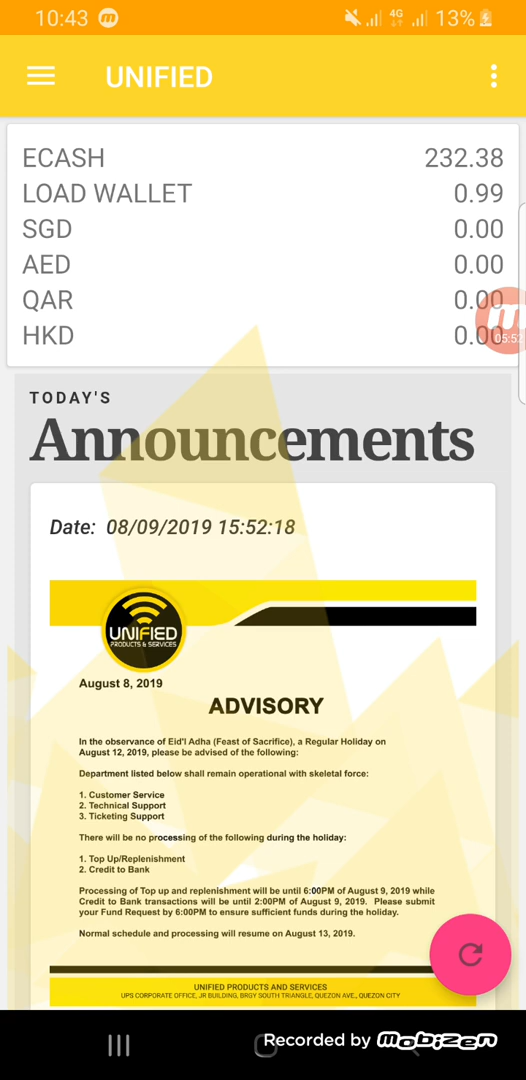 10:43
4G
13%
UNIFIED
ECASH 232.38
LOAD WALLET 0.99
SGD 0.00
AED 0.00
QAR 0.00
HKD 0.00
05:52
TODAY'S
Announcements
Date: 08/09/2019 15:52:18
UNIFIED
PRODUCTS & SERVICES
August 8, 2019
ADVISORY
In the observance of Eid'l Adha (Feast of Sacrifice), a Regular Holiday on
August 12, 2019, please be advised of the following:
Department listed below shall remain operational with skeletal force:
1. Customer Service
2. Technical Support
3. Ticketing Support
There will be no processing of the following during the holiday:
1. Top Up/Replenishment
2. Credit to Bank
Processing of Top up and replenishment will be until 6:00PM of August 9, 2019 while
Credit to Bank transactions will be until 2:00PM of August 9, 2019. Please submit
your Fund Request by 6:00PM to ensure sufficient funds during the holiday.
Normal schedule and processing will resume on August 13, 2019.
UNIFIED PRODUCTS AND SERVICES
UPS CORPORATE OFFICE, JR BUILDING, BRGY SOUTH TRIANGLE, QUEZON AVE., QUEZON CITY
Recorded by Mobizen